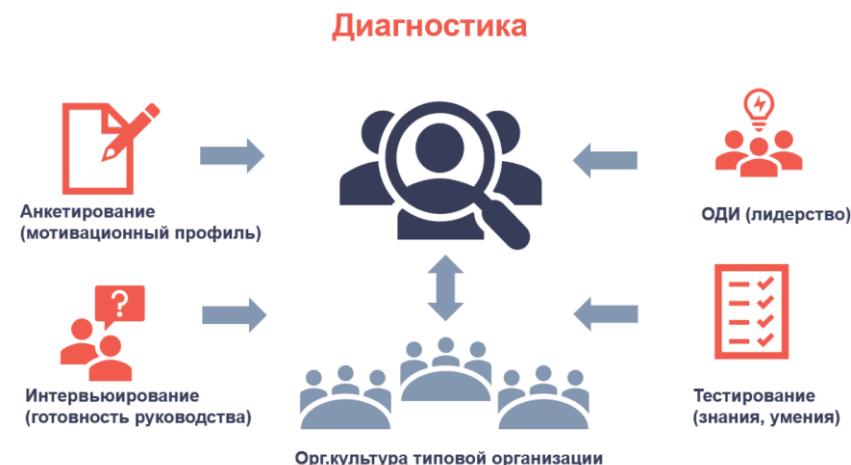 Диагностика
Анкетирование
(мотивационный профиль)
ОДИ (лидерство)
?
Интервьюирование
(готовность руководства)
Тестирование
(знания, умения)
Орг.культура типовой организации